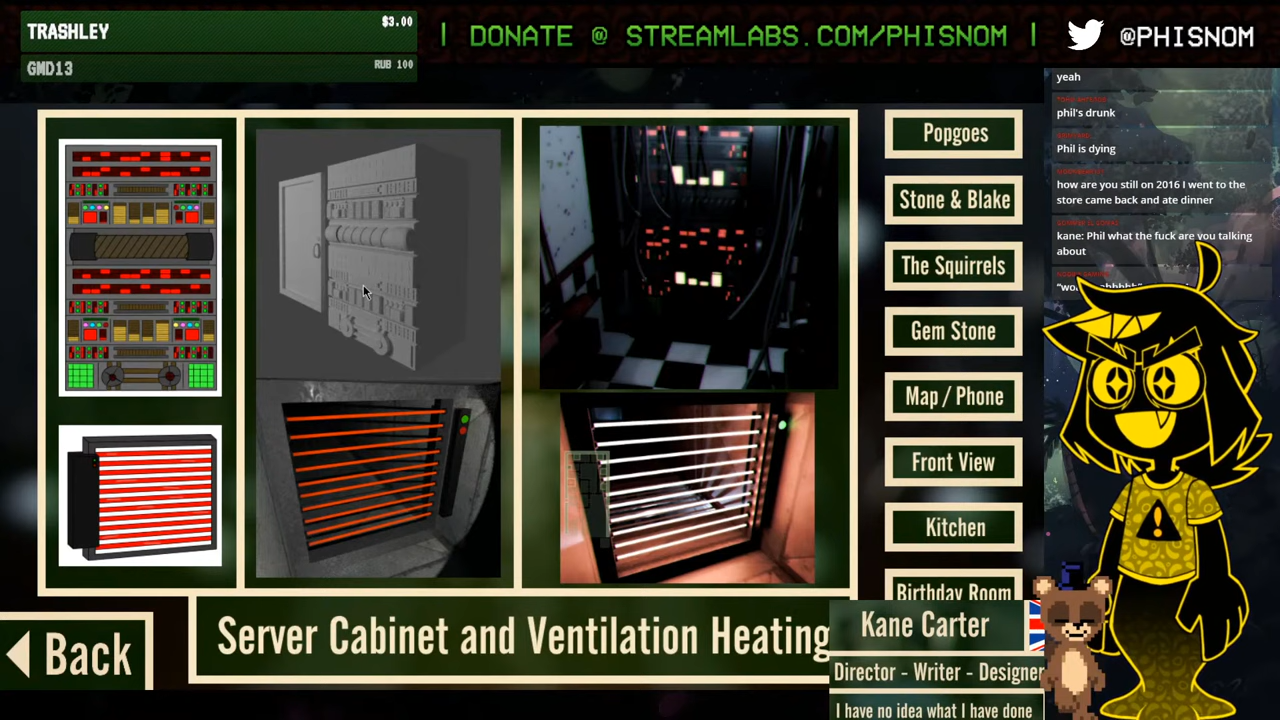 TRASHLEY $3.00
GMD13 RUB 100
| DONATE @ STREAMLABS.COM/PHISNOM |
@PHISNOM
yeah
phil's drunk
Phil is dying
how are you still on 2016 I went to the
store came back and ate dinner
kane: Phil what the fuck are you talking
about
Popgoes
Stone & Blake
The Squirrels
Gem Stone
Map / Phone
Front View
Kitchen
Birthday Room
Back
Server Cabinet and Ventilation Heating
Kane Carter
Director - Writer - Designer
I have no idea what I have done